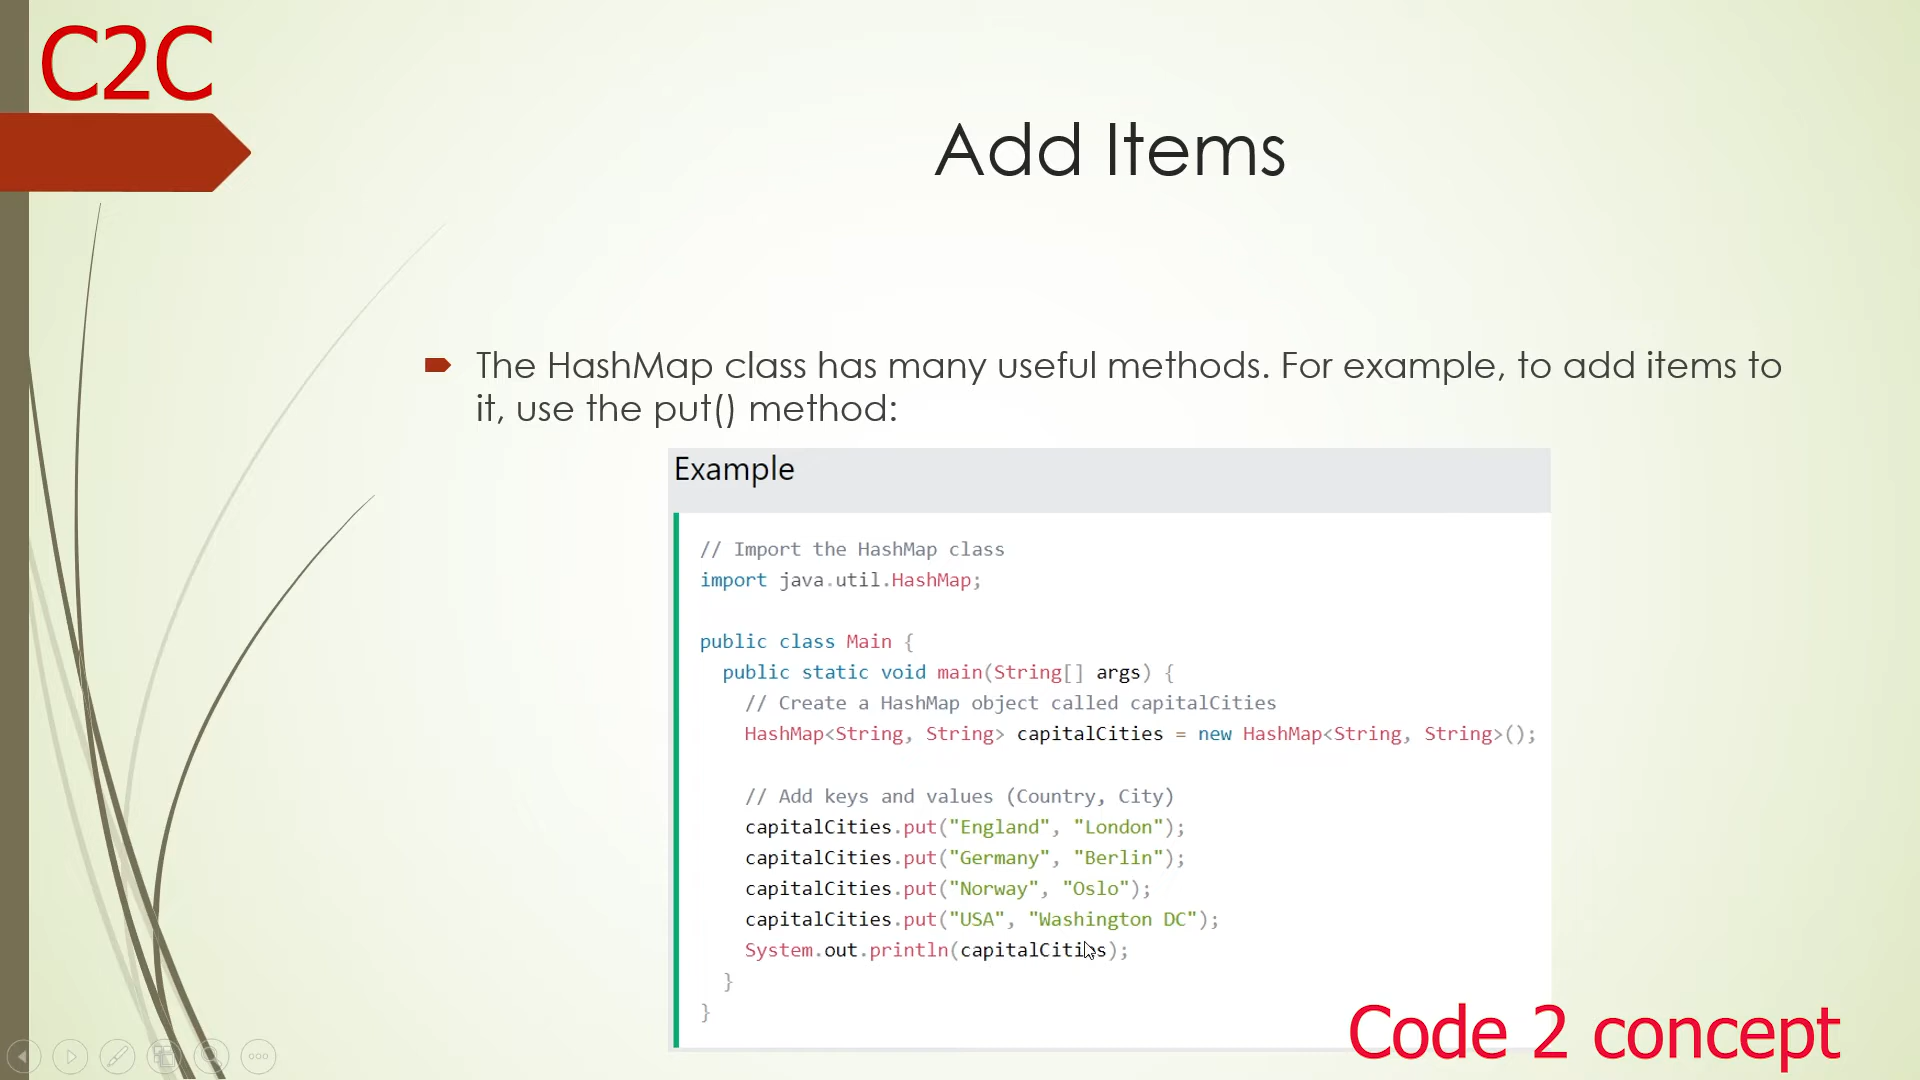 C2C
Add Items
The HashMap class has many useful methods. For example, to add items to
it, use the put() method:
Example
// Import the HashMap class
import java.util.HashMap;
public class Main {
public static void main(String[] args) {
// Create a HashMap object called capitalCities
HashMap<String, String> capitalCities = new HashMap<String, String>();
// Add keys and values (Country, City)
capitalCities.put("England", "London");
capitalCities.put("Germany", "Berlin");
capitalCities.put("Norway", "Oslo");
capitalCities.put("USA", "Washington DC");
System.out.println(capitalCities);
}
}
Code 2 concept